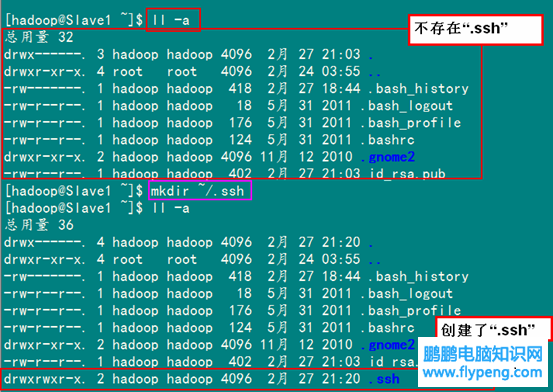 [hadoop@Slave1 ~]$ ll -a
不存在“.ssh”
总用量 32
drwx------. 3 hadoop hadoop 4096 2月 27 21:03 .
drwxr-xr-x. 4 root root 4096 2月 24 03:55 ..
-rw-------. 1 hadoop hadoop 418 2月 27 18:44 .bash_history
-rw-r--r--. 1 hadoop hadoop 18 5月 31 2011 .bash_logout
-rw-r--r--. 1 hadoop hadoop 176 5月 31 2011 .bash_profile
-rw-r--r--. 1 hadoop hadoop 124 5月 31 2011 .bashrc
drwxr-xr-x. 2 hadoop hadoop 4096 11月 12 2010 .gnome2
-rw-r--r--. 1 hadoop hadoop 402 2月 27 21:03 id_rsa.pub
[hadoop@Slave1 ~]$ mkdir ~/.ssh
[hadoop@Slave1 ~]$ ll -a
总用量 36
drwx------. 4 hadoop hadoop 4096 2月 27 21:20 .
drwxr-xr-x. 4 root root 4096 2月 24 03:55 ..
-rw-------. 1 hadoop hadoop 418 2月 27 18:44 .bash_history
-rw-r--r--. 1 hadoop hadoop 18 5月 31 2011 .bash_logout
-rw-r--r--. 1 hadoop hadoop 176 5月 31 2011 .bash_profile
-rw-r--r--. 1 hadoop hadoop 124 5月 31 2011 .bashrc
创建了“.ssh”
drwxr-xr-x. 2 hadoop hadoop 4096 11月 12 2010 .gnome2
-rw-r--r--. 1 hadoop hadoop 402 2月 27 21:03 id_rsa.
drwxrwxr-x. 2 hadoop hadoop 4096 2月 27 21:20 .ssh
鹏鹏电脑知识网
www.flypeng.com